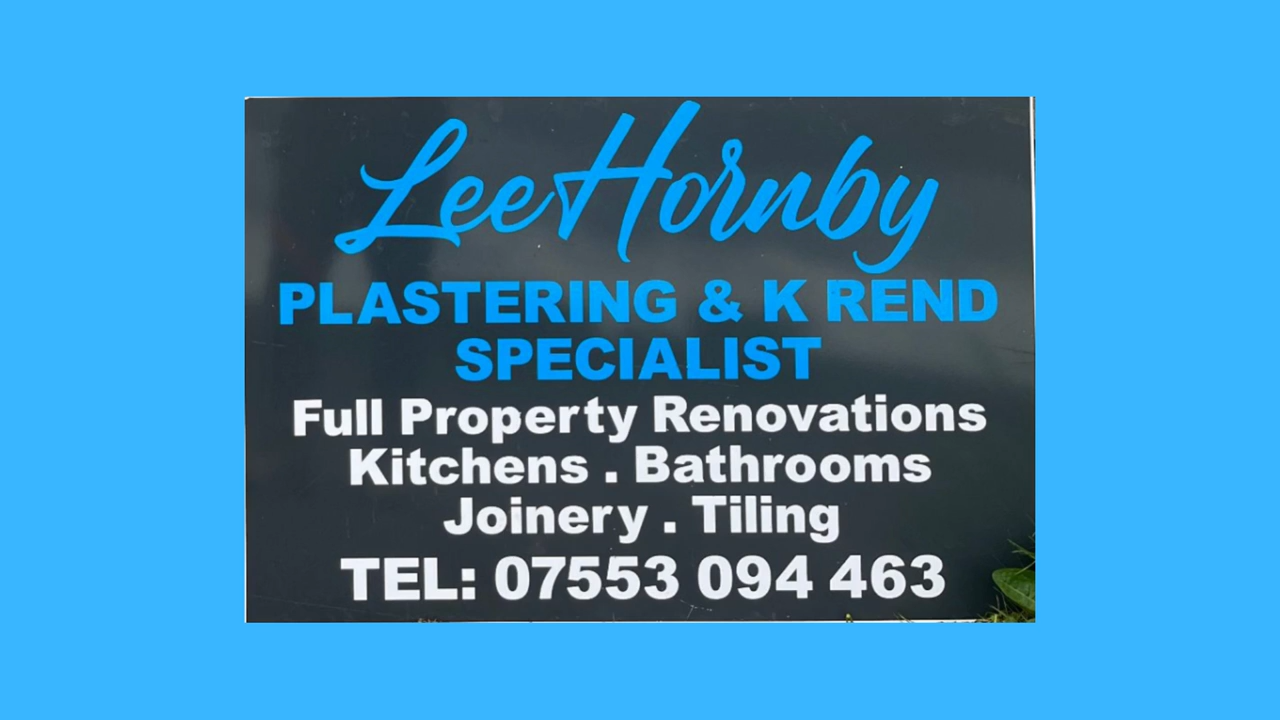 Lee Hornby
PLASTERING & K REND
SPECIALIST
Full Property Renovations
Kitchens . Bathrooms
Joinery . Tiling
TEL: 07553 094 463